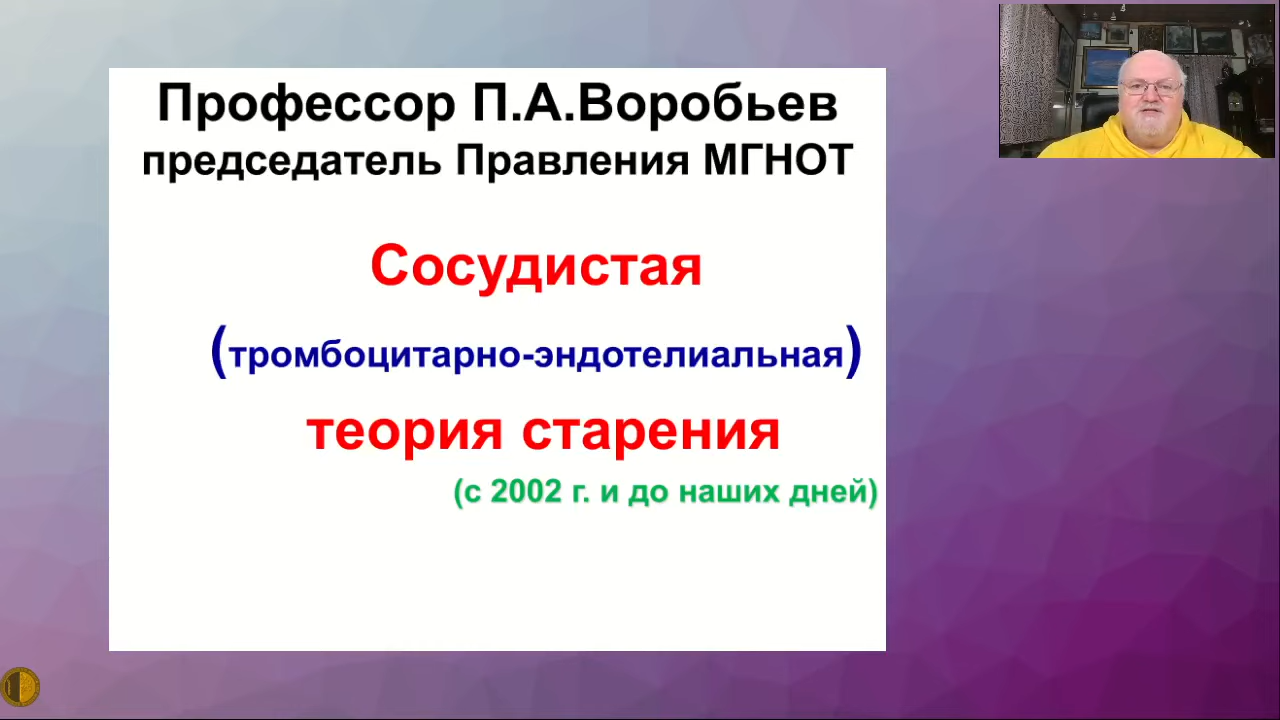 Профессор П.А.Воробьев
председатель Правления МГНОТ
Сосудистая
(тромбоцитарно-эндотелиальная)
теория старения
(с 2002 г. и до наших дней)